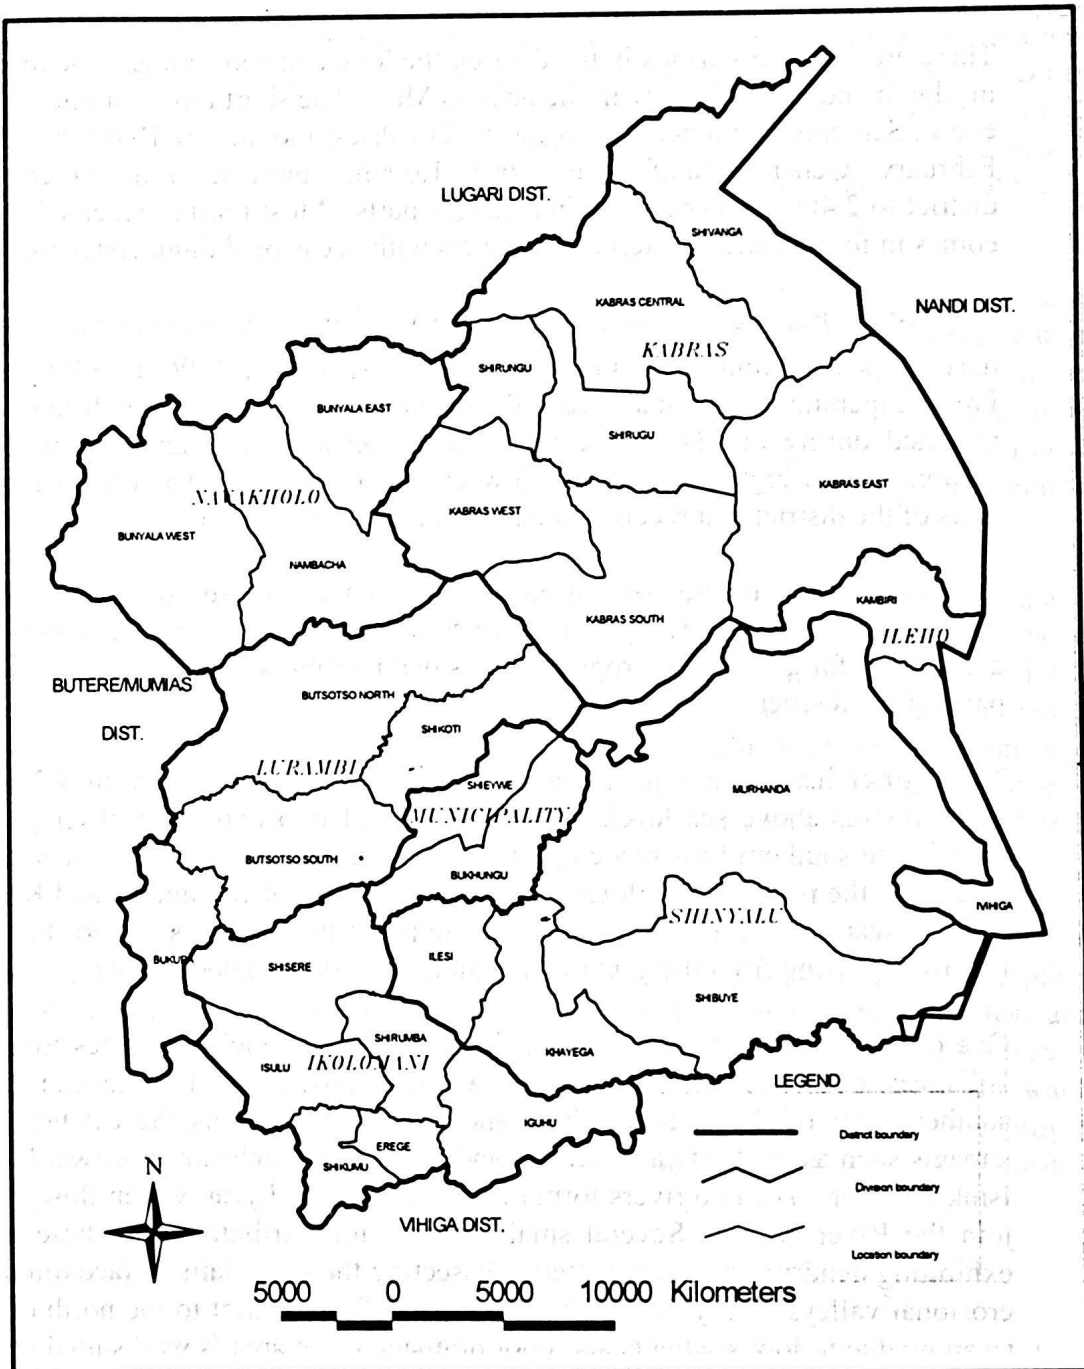 LUGARI DIST.
SHIVANGA
NANDI DIST.
KABRAS CENTRAL
KABRAS
SHIRUNGU
BUNYALA EAST
SHIRUGU
KABRAS EAST
NAVAKHOLO
KABRAS WEST
BUNYALA WEST
NAMBACHA
KAMBIRI
KABRAS SOUTH
ILEHO
BUTERE/MUMIAS
DIST.
BUTSOTSO NORTH
SHIKOTI
LURAMBI
SHIEYWE
MURHANDA
MUNICIPALITY
BUTSOTSO SOUTH
BUKHUNGU
SHINYALU
IVIHIGA
BUKURA
SHISERE
ILESI
SHIBUYE
SHIRUMBA
ISULU
IKOLOMANI
KHAYEGA
LEGEND
IGUHU
EREGE
SHIKUMU
District boundary
Division boundary
Location boundary
N
VIHIGA DIST.
5000 0 5000 10000 Kilometers